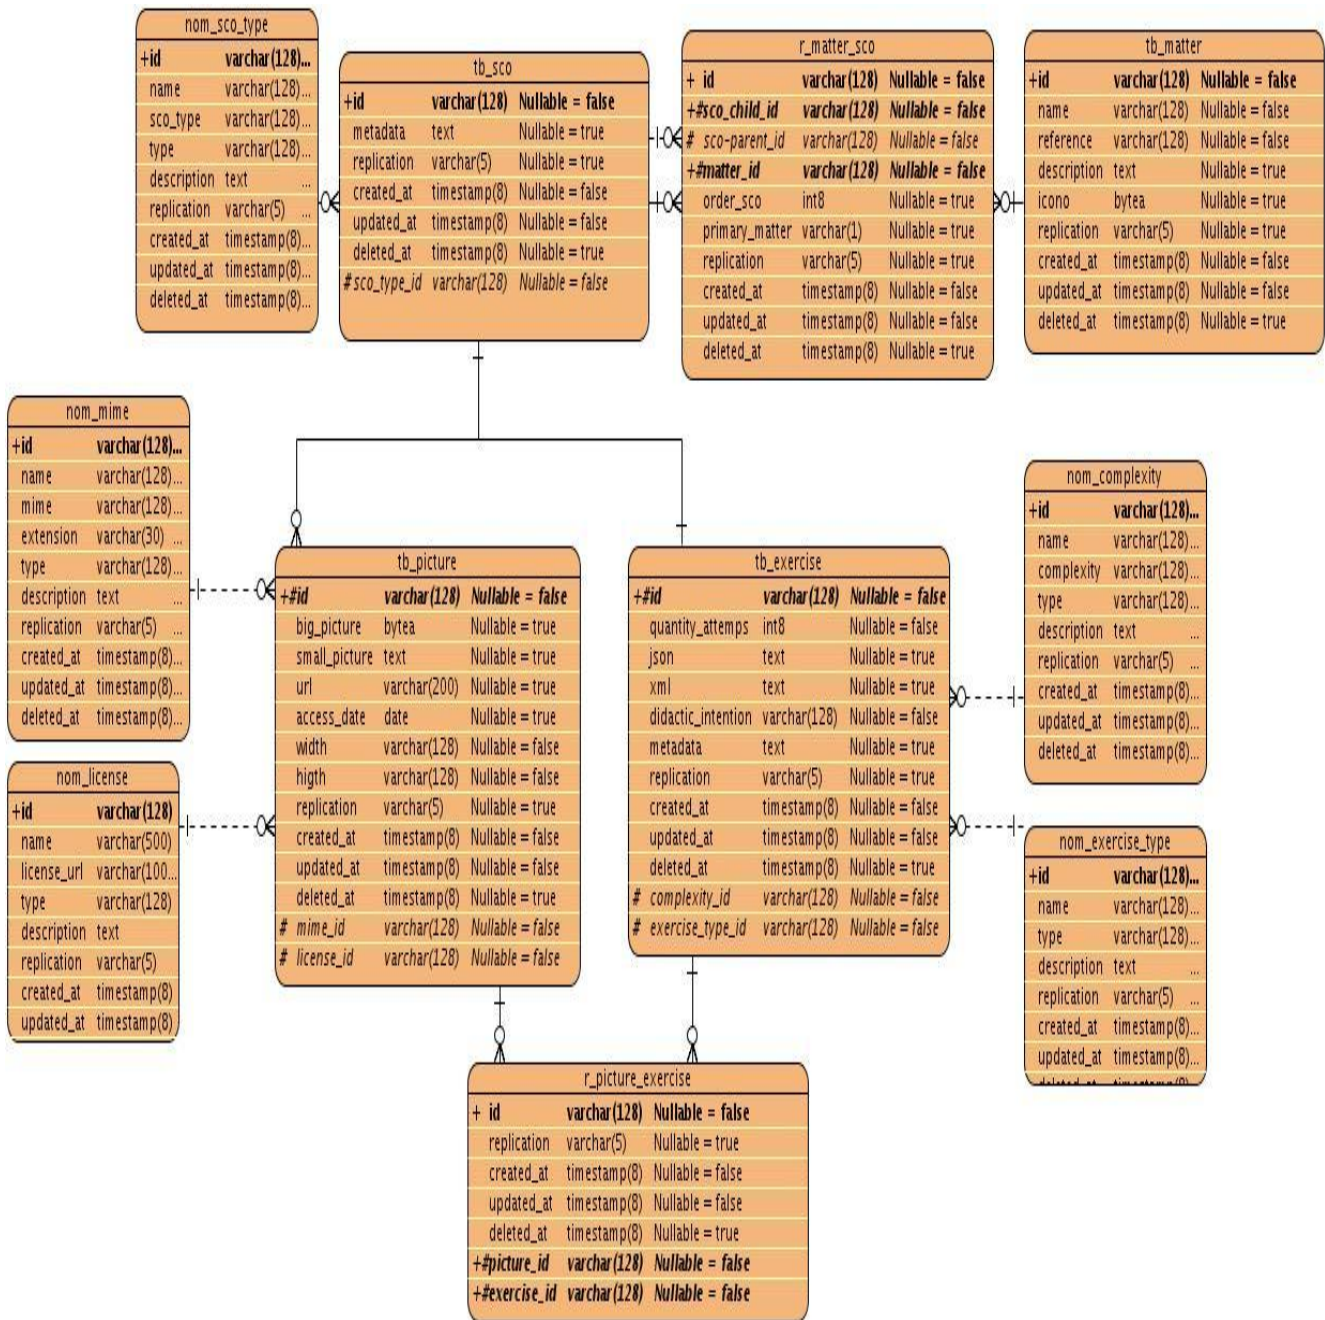 nom_sco_type
+id varchar(128)...
name varchar(128)...
sco_type varchar(128)...
type varchar(128)...
description text ...
replication varchar(5) ...
created_at timestamp(8)...
updated_at timestamp(8)...
deleted_at timestamp(8)...
tb_sco
+id varchar(128) Nullable = false
metadata text Nullable = true
replication varchar(5) Nullable = true
created_at timestamp(8) Nullable = false
updated_at timestamp(8) Nullable = false
deleted_at timestamp(8) Nullable = true
#sco_type_id varchar(128) Nullable = false
r_matter_sco
+ id varchar(128) Nullable = false
+#sco_child_id varchar(128) Nullable = false
# sco-parent_id varchar(128) Nullable = false
+#matter_id varchar(128) Nullable = false
order_sco int8 Nullable = true
primary_matter varchar(1) Nullable = true
replication varchar(5) Nullable = true
created_at timestamp(8) Nullable = false
updated_at timestamp(8) Nullable = false
deleted_at timestamp(8) Nullable = true
tb_matter
+id varchar(128) Nullable = false
name varchar(128) Nullable = false
reference varchar(128) Nullable = false
description text Nullable = true
icono bytea Nullable = true
replication varchar(5) Nullable = true
created_at timestamp(8) Nullable = false
updated_at timestamp(8) Nullable = false
deleted_at timestamp(8) Nullable = true
nom_mime
+id varchar(128)...
name varchar(128)...
mime varchar(128)...
extension varchar(30) ...
type varchar(128)...
description text ...
replication varchar(5) ...
created_at timestamp(8)...
updated_at timestamp(8)...
deleted_at timestamp(8)...
nom_license
+id varchar(128)
name varchar(500)
license_url varchar(100...
type varchar(128)
description text
replication varchar(5)
created_at timestamp(8)
updated_at timestamp(8)
tb_picture
+#id varchar(128) Nullable = false
big_picture bytea Nullable = true
small_picture text Nullable = true
url varchar(200) Nullable = true
access_date date Nullable = true
width varchar(128) Nullable = false
higth varchar(128) Nullable = false
replication varchar(5) Nullable = true
created_at timestamp(8) Nullable = false
updated_at timestamp(8) Nullable = false
deleted_at timestamp(8) Nullable = true
# mime_id varchar(128) Nullable = false
# license_id varchar(128) Nullable = false
tb_exercise
+#id varchar(128) Nullable = false
quantity_attemps int8 Nullable = false
json text Nullable = true
xml text Nullable = true
didactic_intention varchar(128) Nullable = false
metadata text Nullable = true
replication varchar(5) Nullable = true
created_at timestamp(8) Nullable = false
updated_at timestamp(8) Nullable = false
deleted_at timestamp(8) Nullable = true
# complexity_id varchar(128) Nullable = false
# exercise_type_id varchar(128) Nullable = false
nom_complexity
+id varchar(128)...
name varchar(128)...
complexity varchar(128)...
type varchar(128)...
description text ...
replication varchar(5) ...
created_at timestamp(8)...
updated_at timestamp(8)...
deleted_at timestamp(8)...
nom_exercise_type
+id varchar(128)...
name varchar(128)...
type varchar(128)...
description text ...
replication varchar(5) ...
created_at timestamp(8)...
updated_at timestamp(8)...
r_picture_exercise
+ id varchar(128) Nullable = false
replication varchar(5) Nullable = true
created_at timestamp(8) Nullable = false
updated_at timestamp(8) Nullable = false
deleted_at timestamp(8) Nullable = true
+#picture_id varchar(128) Nullable = false
+#exercise_id varchar(128) Nullable = false